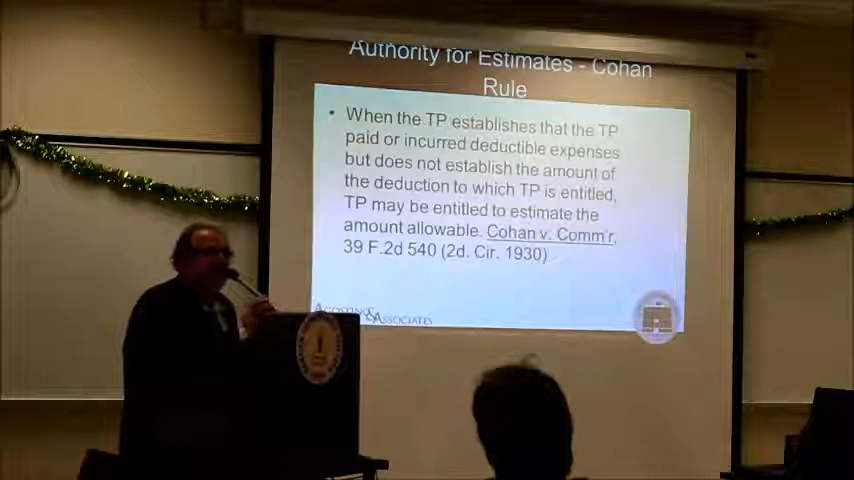 Authority for Estimates - Cohan
Rule
• When the TP establishes that the TP
paid or incurred deductible expenses
but does not establish the amount of
the deduction to which TP is entitled,
TP may be entitled to estimate the
amount allowable. Cohan v. Comm'r,
39 F.2d 540 (2d. Cir. 1930)
AGOSTINO & ASSOCIATES